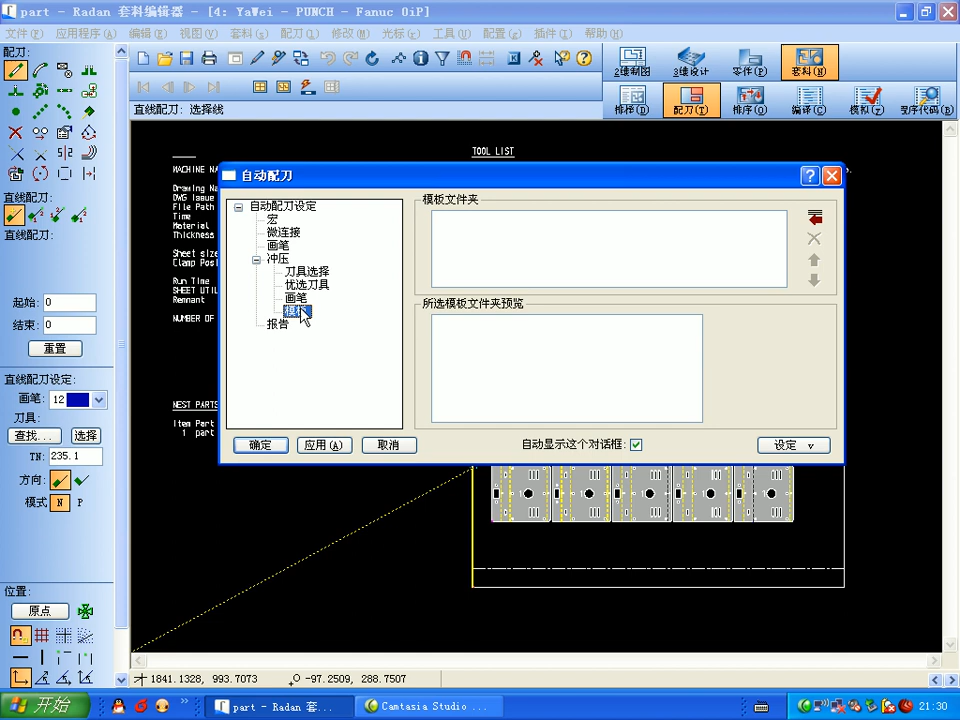 part - Radan 套料编辑器 - [4: YaWei - PUNCH - Fanuc OiP]
文件(F) 应用程序(A) 编辑(E) 视图(V) 套料(S) 配刀(L) 修改(M) 光标(r) 工具(U) 配置(g) 插件(I) 帮助(H)
配刀:
2维制图 3维设计 零件(P) 套料(N)
排样(D) 配刀(T) 排序(O) 编译(C) 模拟(Z) 程序代码(B)
直线配刀: 选择线
TOOL LIST
MACHINE NA
Drawing Na
DWG Issue
File Path
Time
Material
Thickness
Sheet size
Clamp Posi
Run Time
SHEET UTIL
Remnant
NUMBER OF
NEST PARTS
Item Part
1 part
直线配刀:
直线配刀:
起始: 0
结束: 0
重置
直线配刀设定:
画笔: 12
刀具:
查找... 选择
TN: 235.1
方向:
模式 N P
位置:
原点
自动配刀
自动配刀设定
宏
微连接
画笔
冲压
刀具选择
优选刀具
画笔
报告
模板文件夹
所选模板文件夹预览
确定 应用(A) 取消 自动显示这个对话框: 设定
1841.1328, 993.7073 -97.2509, 288.7507
开始 part - Radan 套... Camtasia Studio ... 21:30